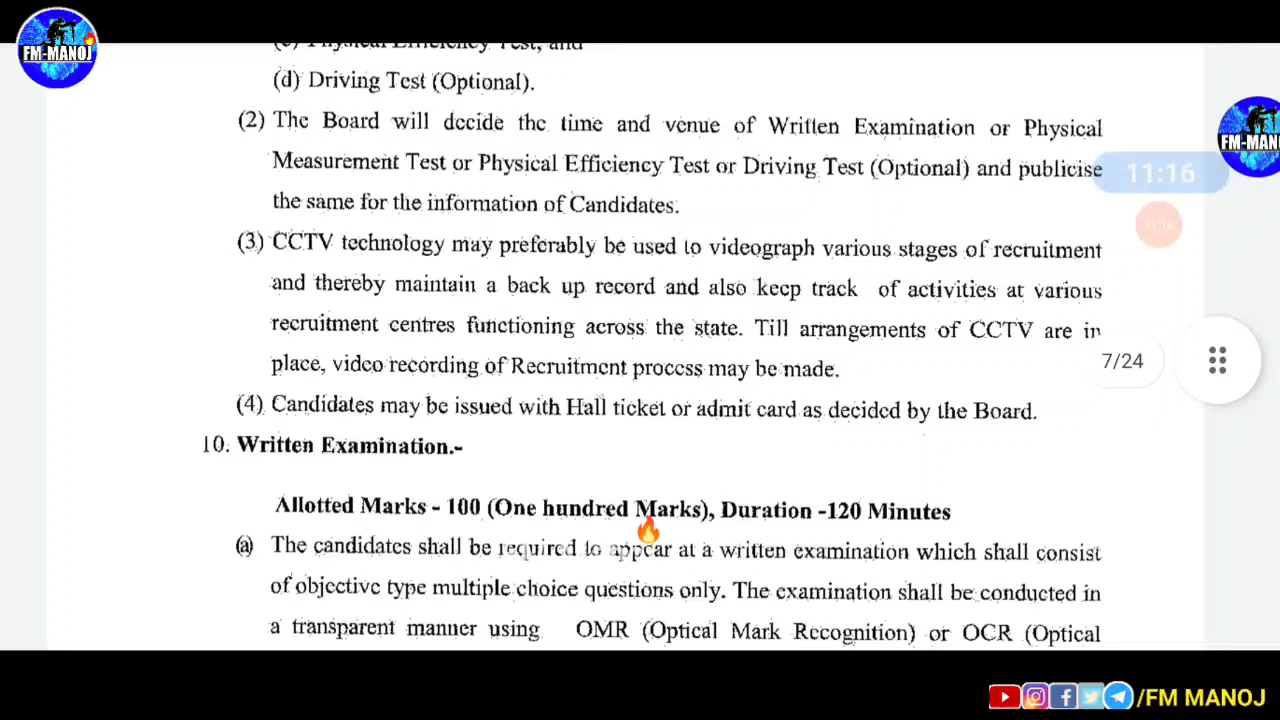 FM-MANOJ
(c) Physical Efficiency Test, and
(d) Driving Test (Optional).
(2) The Board will decide the time and venue of Written Examination or Physical
FM-MANOJ
Measurement Test or Physical Efficiency Test or Driving Test (Optional) and publicise
11:16
the same for the information of Candidates.
11:16
(3) CCTV technology may preferably be used to videograph various stages of recruitment
and thereby maintain a back up record and also keep track of activities at various
recruitment centres functioning across the state. Till arrangements of CCTV are in
place, video recording of Recruitment process may be made.
7/24
(4) Candidates may be issued with Hall ticket or admit card as decided by the Board.
10. Written Examination.-
Allotted Marks - 100 (One hundred Marks), Duration -120 Minutes
(a) The candidates shall be required to appear at a written examination which shall consist
of objective type multiple choice questions only. The examination shall be conducted in
a transparent manner using OMR (Optical Mark Recognition) or OCR (Optical
/FM MANOJ